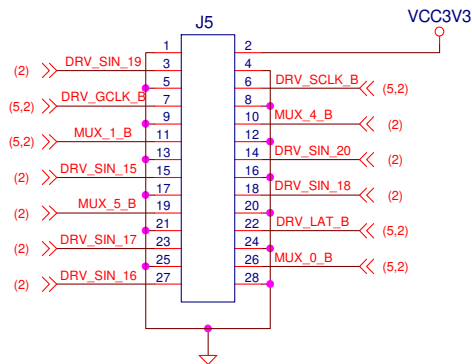 J5
VCC3V3
1 2
(2) DRV_SIN_19 3 4
5 6 DRV_SCLK_B (5,2)
(5,2) DRV_GCLK_B 7 8
9 10 MUX_4_B (2)
(5,2) MUX_1_B 11 12
13 14 DRV_SIN_20 (2)
(2) DRV_SIN_15 15 16
17 18 DRV_SIN_18 (2)
(2) MUX_5_B 19 20
21 22 DRV_LAT_B (5,2)
(2) DRV_SIN_17 23 24
25 26 MUX_0_B (5,2)
(2) DRV_SIN_16 27 28